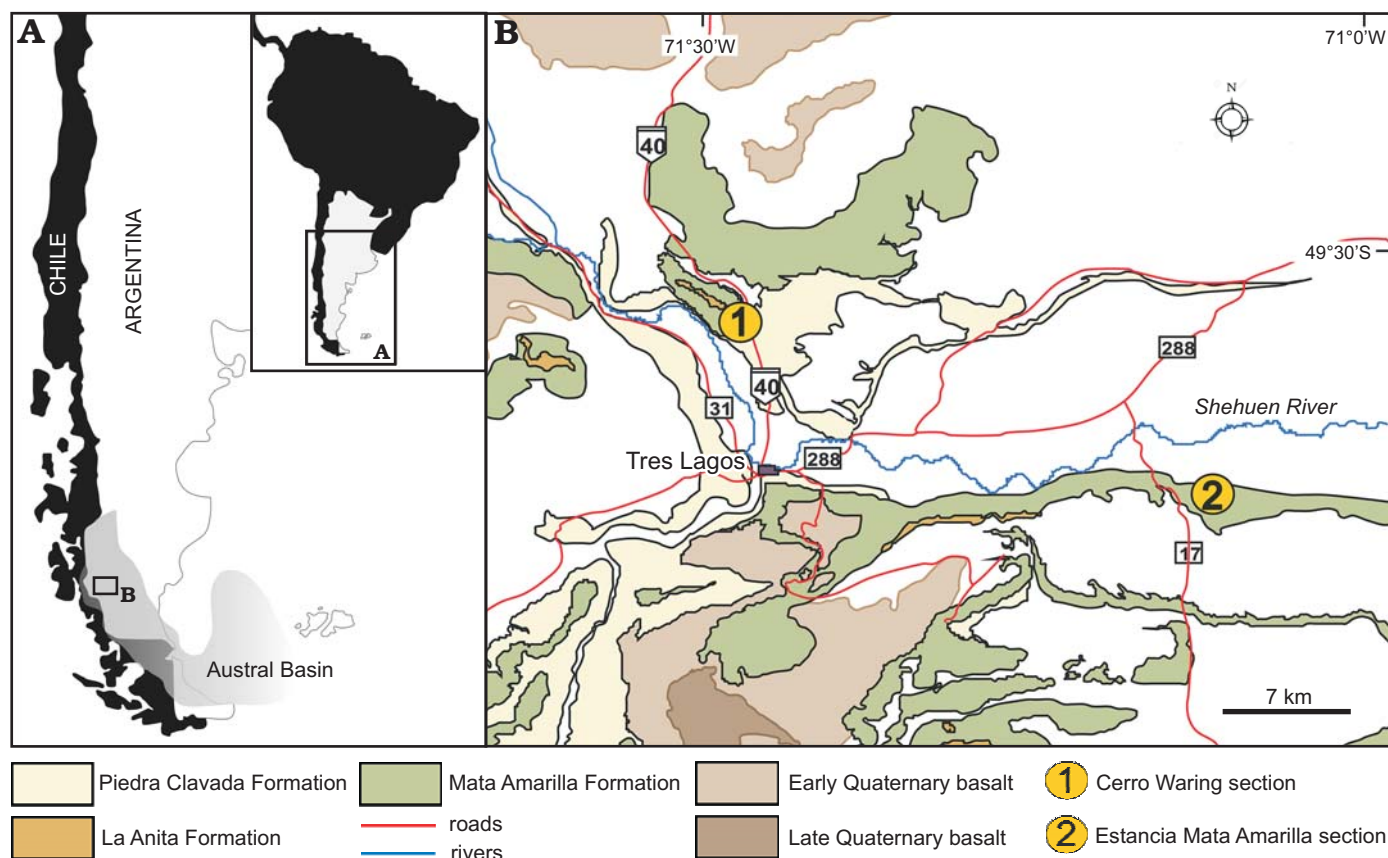 A
CHILE
ARGENTINA
A
B
Austral Basin
B
71°30'W
71°0'W
N
40
49°30'S
1
40
288
31
Shehuen River
Tres Lagos
288
2
17
7 km
Piedra Clavada Formation
Mata Amarilla Formation
Early Quaternary basalt
1 Cerro Waring section
La Anita Formation
roads
rivers
Late Quaternary basalt
2 Estancia Mata Amarilla section